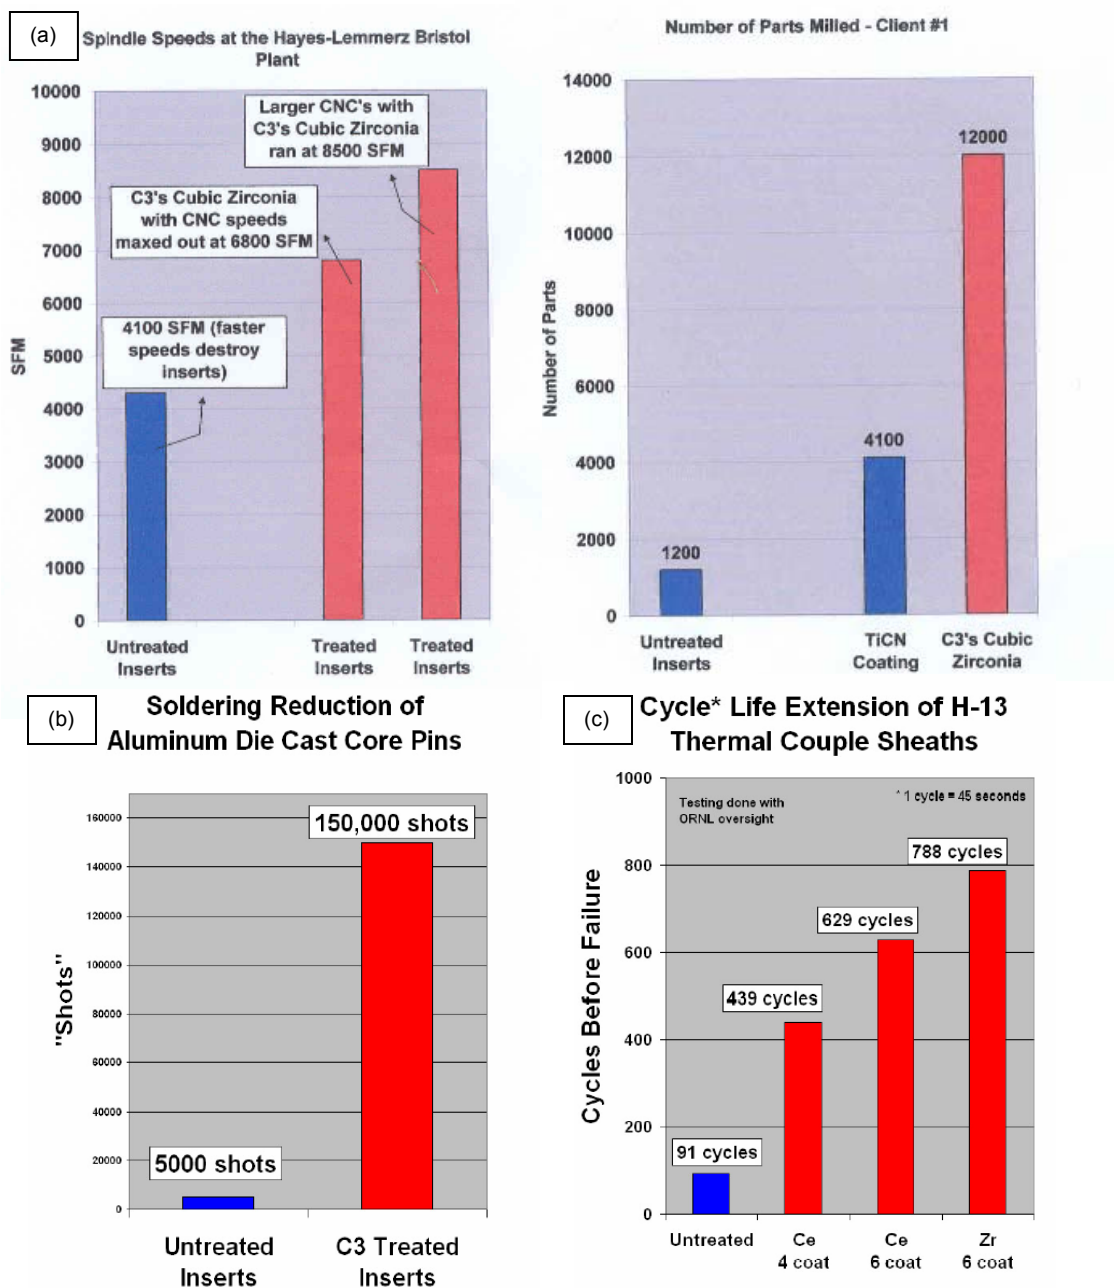 (a)
Spindle Speeds at the Hayes-Lemmerz Bristol
Plant
10000
9000
8000
7000
6000
5000
4000
3000
2000
1000
0
SFM
Larger CNC's with
C3's Cubic Zirconia
ran at 8500 SFM
C3's Cubic Zirconia
with CNC speeds
maxed out at 6800 SFM
4100 SFM (faster
speeds destroy
inserts)
Untreated
Inserts
Treated
Inserts
Treated
Pins
Number of Parts Milled - Client #1
14000
12000
10000
8000
6000
4000
2000
0
Number of Parts
1200
4100
12000
Untreated
Inserts
TiCN
Coating
C3's Cubic
Zirconia
(b)
Soldering Reduction of
Aluminum Die Cast Core Pins
160000
140000
120000
100000
80000
60000
40000
20000
0
"Shots"
150,000 shots
5000 shots
Untreated
Inserts
C3 Treated
Inserts
(c)
Cycle* Life Extension of H-13
Thermal Couple Sheaths
1000
800
600
400
200
0
Cycles Before Failure
Testing done with
ORNL oversight
* 1 cycle = 45 seconds
788 cycles
629 cycles
439 cycles
91 cycles
Untreated
Ce
4 coat
Ce
6 coat
Zr
6 coat